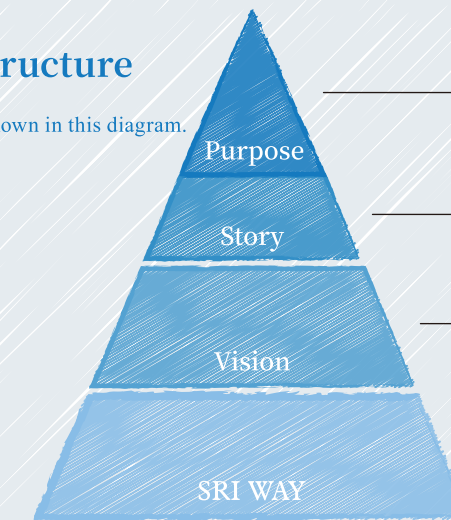 ructure
own in this diagram.
Purpose
Story
Vision
SRI WAY